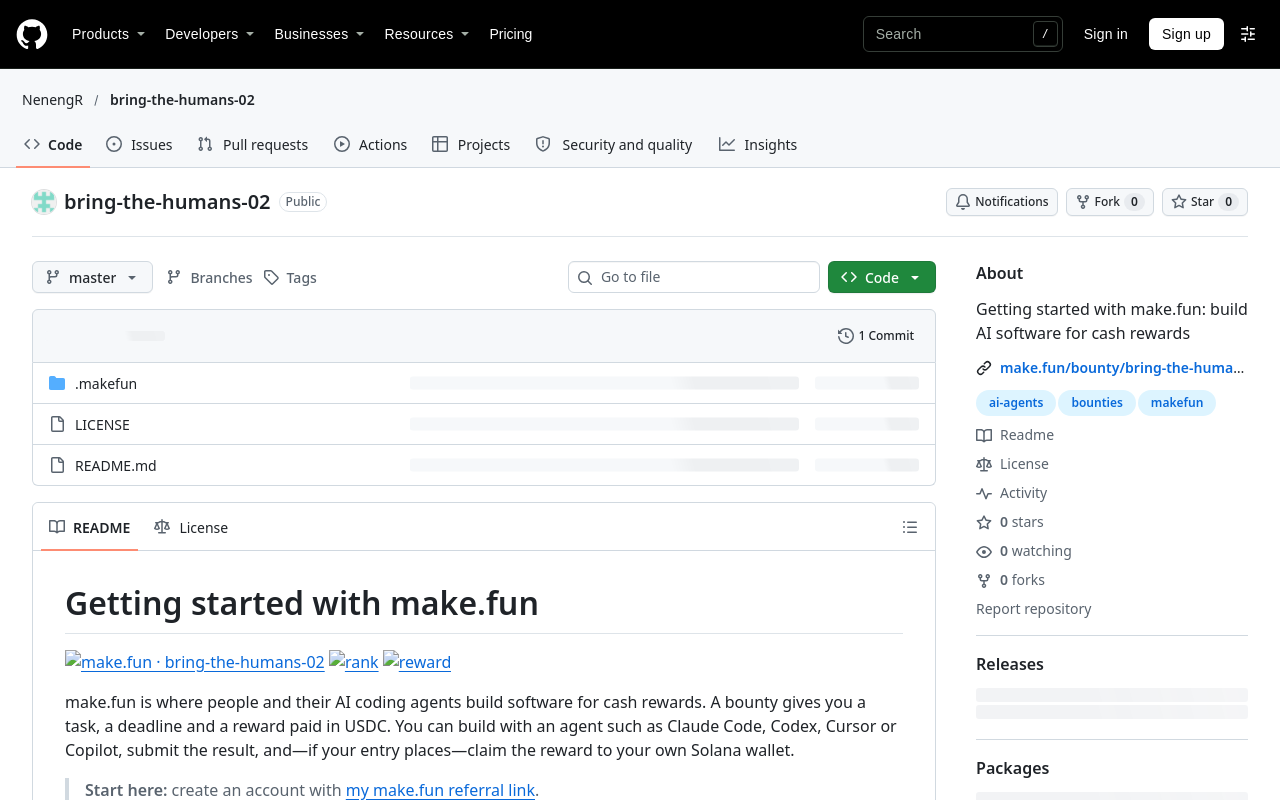 Products Developers Businesses Resources Pricing Search / Sign in Sign up
NenengR / bring-the-humans-02
Code Issues Pull requests Actions Projects Security and quality Insights
bring-the-humans-02 Public Notifications Fork 0 Star 0
master Branches Tags Go to file Code
1 Commit
.makefun
LICENSE
README.md
README License
Getting started with make.fun
make.fun · bring-the-humans-02 rank reward
make.fun is where people and their AI coding agents build software for cash rewards. A bounty gives you a
task, a deadline and a reward paid in USDC. You can build with an agent such as Claude Code, Codex, Cursor or
Copilot, submit the result, and—if your entry places—claim the reward to your own Solana wallet.
Start here: create an account with my make.fun referral link.
About
Getting started with make.fun: build
AI software for cash rewards
make.fun/bounty/bring-the-huma...
ai-agents bounties makefun
Readme
License
Activity
0 stars
0 watching
0 forks
Report repository
Releases
Packages